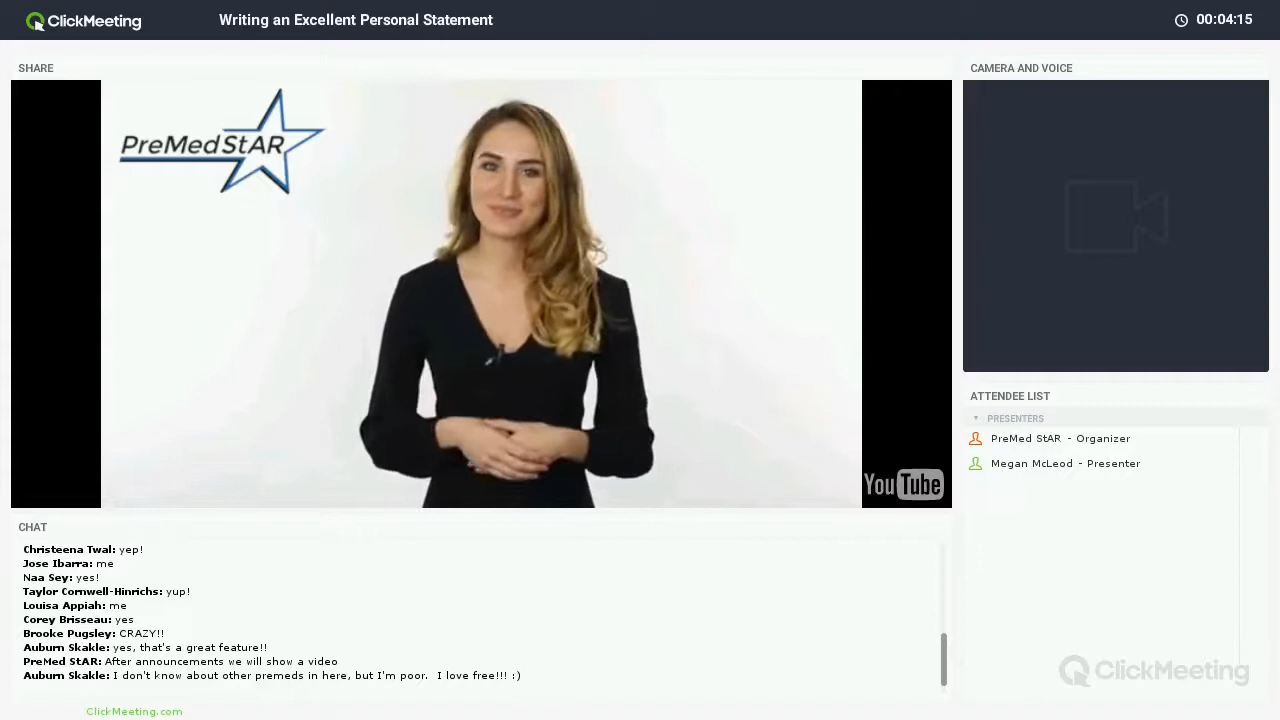 ClickMeeting
Writing an Excellent Personal Statement
00:04:15
SHARE
CAMERA AND VOICE
PreMed StAR
YouTube
ATTENDEE LIST
PRESENTERS
PreMed StAR - Organizer
Megan McLeod - Presenter
CHAT
Christeena Twal: yep!
Jose Ibarra: me
Naa Sey: yes!
Taylor Cornwell-Hinrichs: yup!
Louisa Appiah: me
Corey Brisseau: yes
Brooke Pugsley: CRAZY!!
Auburn Skakle: yes, that's a great feature!!
PreMed StAR: After announcements we will show a video
Auburn Skakle: I don't know about other premeds in here, but I'm poor. I love free!!! :)
ClickMeeting
ClickMeeting.com